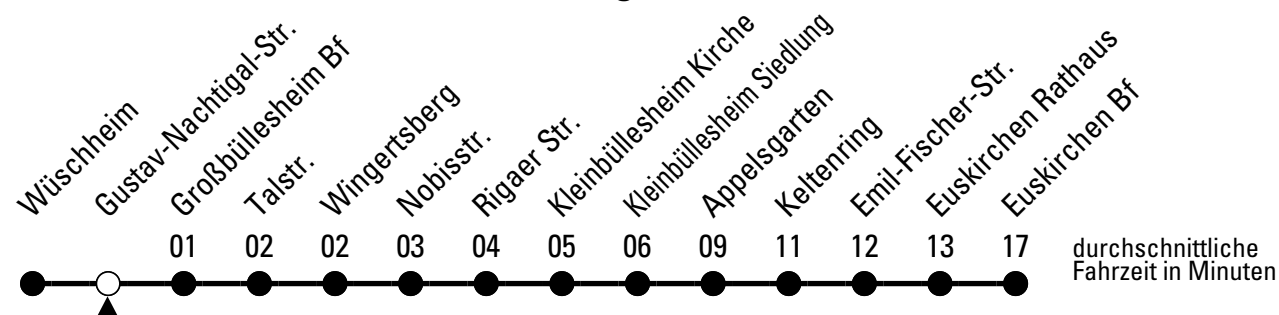 Wüschheim
Gustav-Nachtigal-Str.
Großbüllesheim Bf
Talstr.
Wingertsberg
Nobisstr.
Rigaer Str.
Kleinbüllesheim Kirche
Kleinbüllesheim Siedlung
Appelsgarten
Keltenring
Emil-Fischer-Str.
Euskirchen Rathaus
Euskirchen Bf
01 02 02 03 04 05 06 09 11 12 13 17
durchschnittliche
Fahrzeit in Minuten